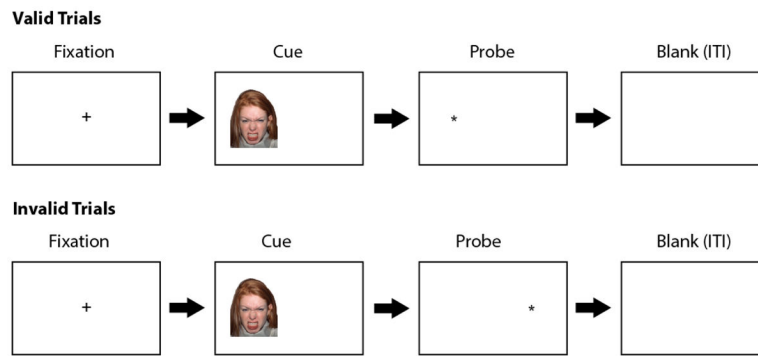 Valid Trials
Fixation Cue Probe Blank (ITI)
+
*
Invalid Trials
Fixation Cue Probe Blank (ITI)
+
*